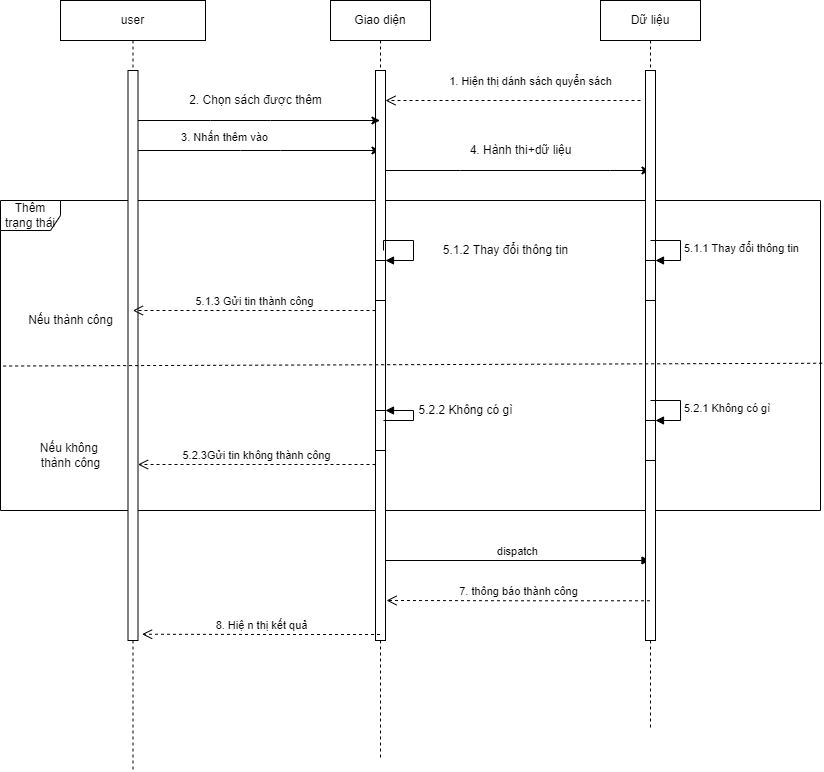 user
Giao diện
Dữ liệu
1. Hiện thị dánh sách quyển sách
2. Chọn sách được thêm
3. Nhấn thêm vào
4. Hảnh thi+dữ liệu
Thêm
trạng thái
5.1.2 Thay đổi thông tin
5.1.1 Thay đổi thông tin
5.1.3 Gửi tin thành công
Nếu thành công
5.2.2 Không có gì
5.2.1 Không có gỉ
Nếu không
thành công
5.2.3Gửi tin không thành công
dispatch
7. thông báo thành công
8. Hiệ n thị kết quả